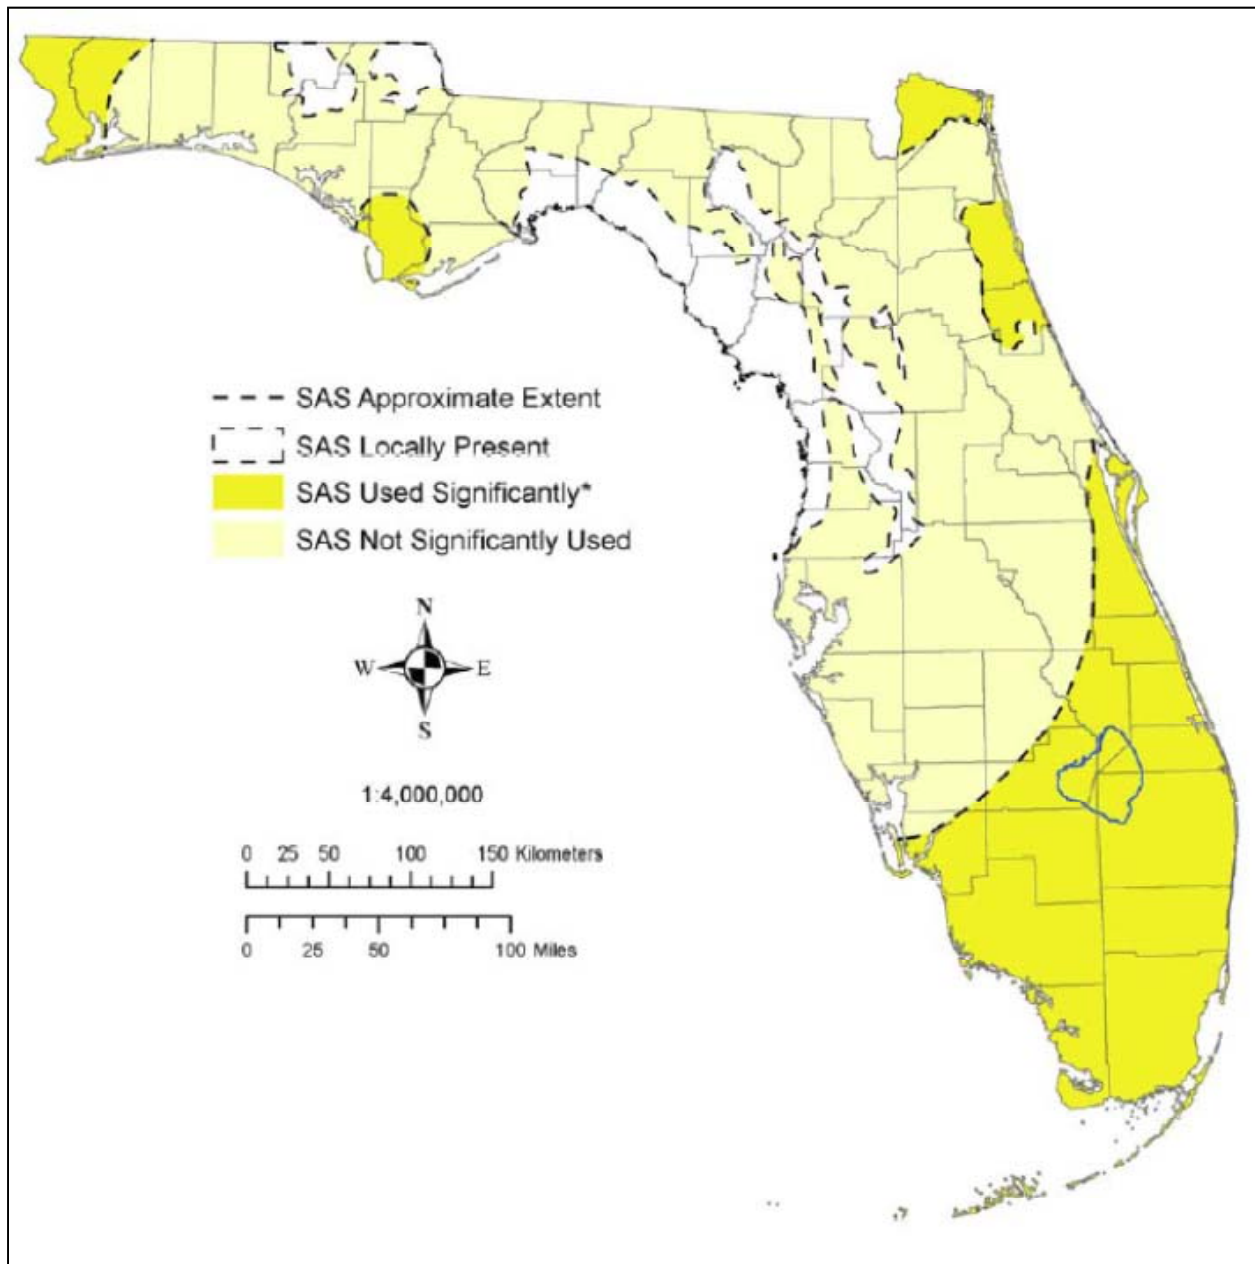 SAS Approximate Extent
SAS Locally Present
SAS Used Significantly*
SAS Not Significantly Used
N
W E
S
1:4,000,000
0 25 50 100 150 Kilometers
0 25 50 100 Miles